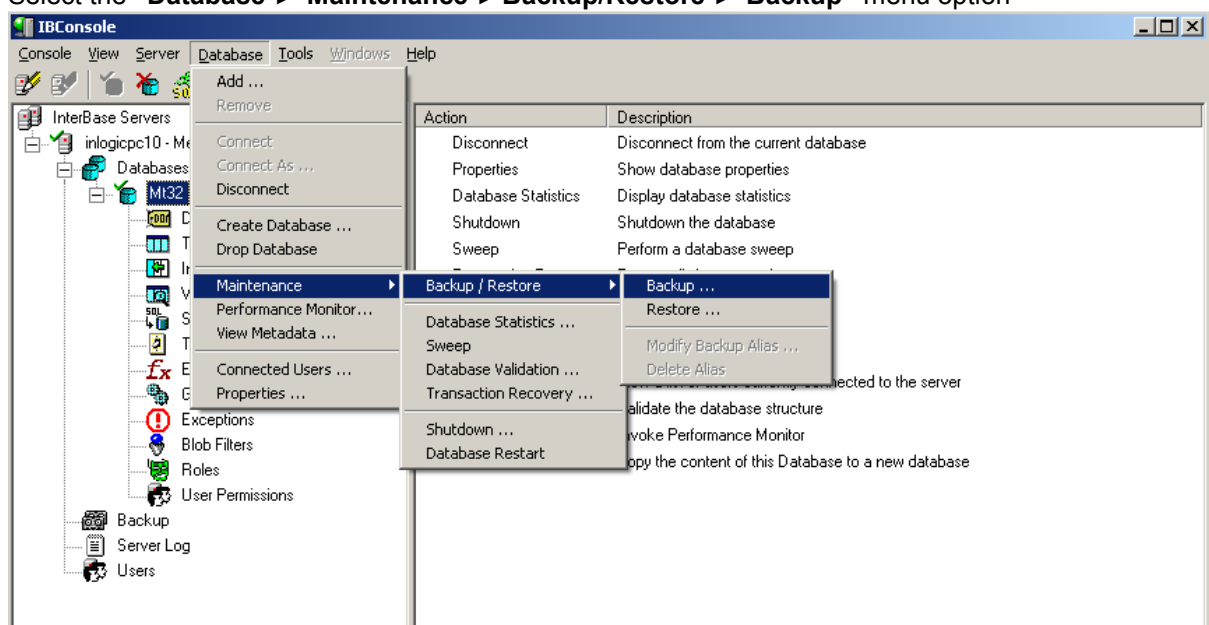 Select the "Database > Maintenance > Backup/Restore > Backup" menu option
IBConsole
Console View Server Database Tools Windows Help
Add ...
Remove
Connect
Connect As ...
Disconnect
Create Database ...
Drop Database
Maintenance
Performance Monitor...
View Metadata ...
Connected Users ...
Properties ...
Backup / Restore
Database Statistics ...
Sweep
Database Validation ...
Transaction Recovery ...
Shutdown ...
Database Restart
Backup ...
Restore ...
Modify Backup Alias ...
Delete Alias
InterBase Servers
inlogicpc10 - Me
Databases
Mt32
D
T
In
V
S
T
E
G
Exceptions
Blob Filters
Roles
User Permissions
Backup
Server Log
Users
Action Description
Disconnect Disconnect from the current database
Properties Show database properties
Database Statistics Display database statistics
Shutdown Shutdown the database
Sweep Perform a database sweep
connected to the server
alidate the database structure
voke Performance Monitor
opy the content of this Database to a new database